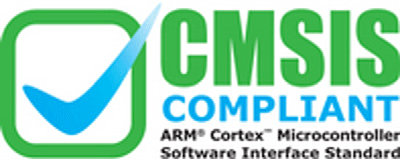 CMSIS
COMPLIANT
ARM® Cortex™ Microcontroller
Software Interface Standard